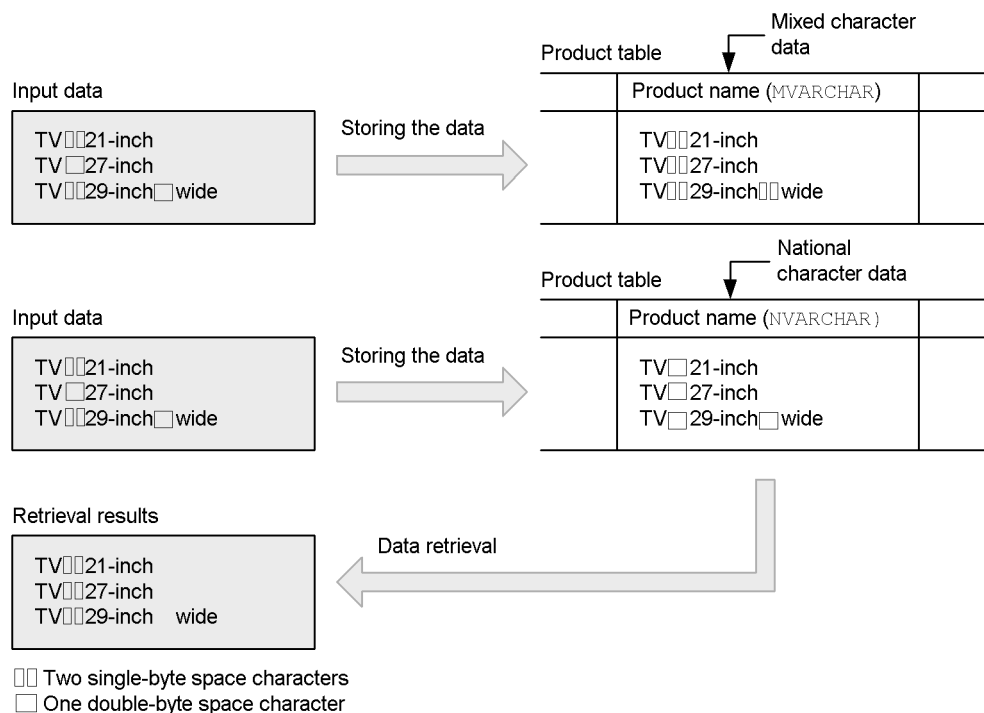 Mixed character
data
Product table
Input data
Product name (MVARCHAR)
TV▯▯21-inch
TV□27-inch
TV▯▯29-inch□wide
Storing the data
TV▯▯21-inch
TV▯▯27-inch
TV▯▯29-inch▯▯wide
National
character data
Product table
Input data
Product name (NVARCHAR)
TV▯▯21-inch
TV□27-inch
TV▯▯29-inch□wide
Storing the data
TV□21-inch
TV□27-inch
TV□29-inch□wide
Retrieval results
Data retrieval
TV▯▯21-inch
TV▯▯27-inch
TV▯▯29-inch wide
▯▯ Two single-byte space characters
□ One double-byte space character